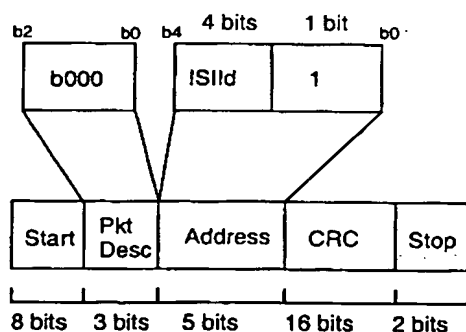 4 bits 1 bit
b2 b0 b4 b0
b000 ISIId 1
Start Pkt Desc Address CRC Stop
8 bits 3 bits 5 bits 16 bits 2 bits